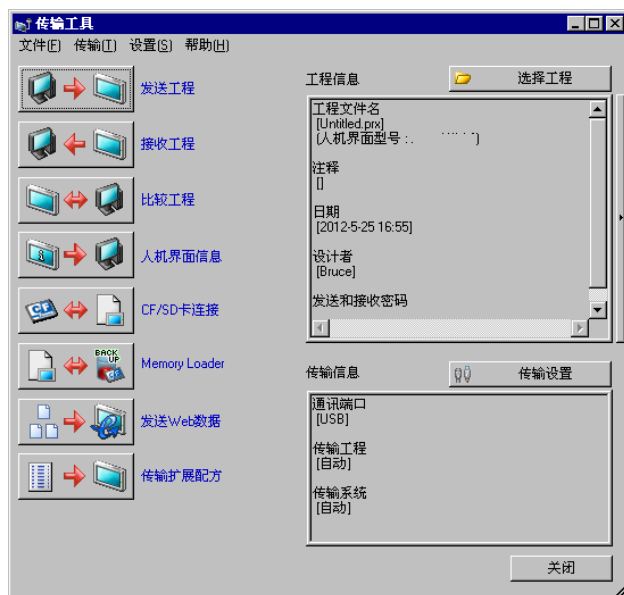 传输工具
文件(F) 传输(T) 设置(S) 帮助(H)
发送工程
接收工程
比较工程
人机界面信息
CF/SD卡连接
Memory Loader
发送Web数据
传输扩展配方
CF
BACK
UP
工程信息 选择工程
工程文件名
[Untitled.prx]
(人机界面型号:. )
注释
[]
日期
[2012-5-25 16:55]
设计者
[Bruce]
发送和接收密码
传输信息 传输设置
通讯端口
[USB]
传输工程
[自动]
传输系统
[自动]
关闭